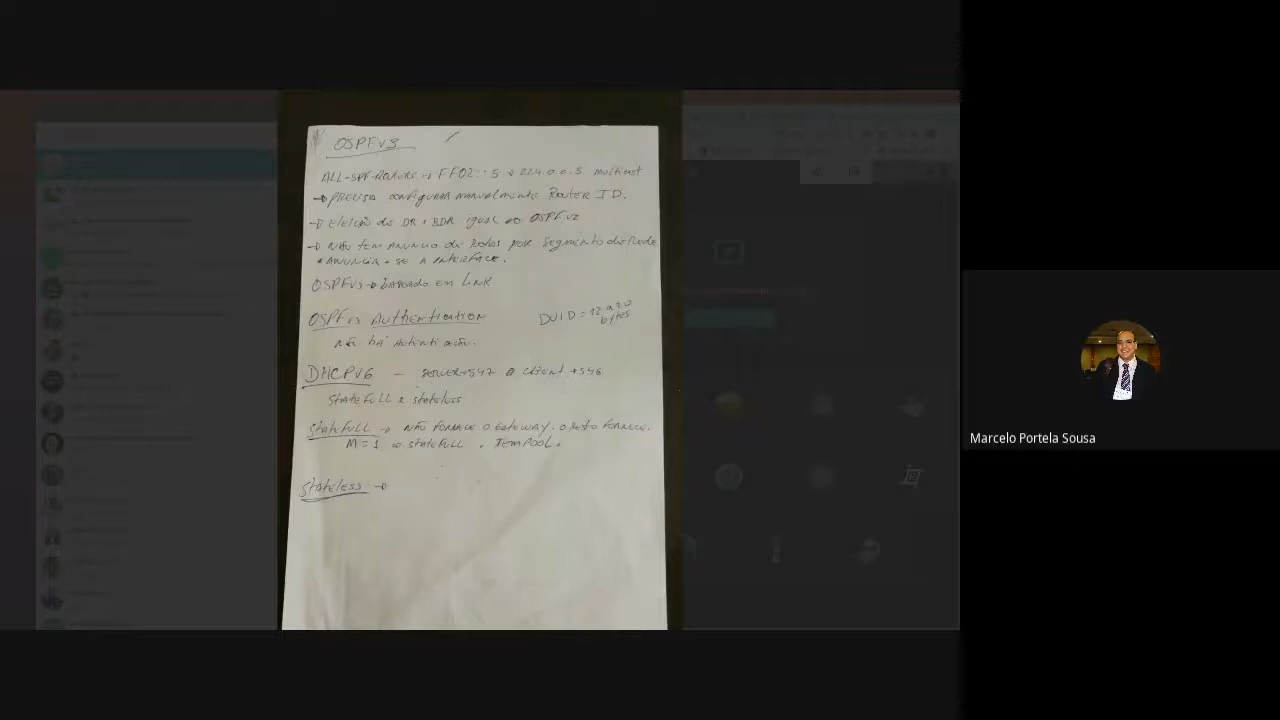 OSPFv3
ALL-SPF-ROUTERS → FF02::5 224.0.0.5 multicast
→ PRECISO configurar manualmente Router ID.
→ Eleição de DR e BDR igual ao OSPFv2
→ NÃO tem ANUNCIO de Redes por segmento de Rede
* ANUNCIA-SE A INTERFACE.
OSPFv3 → baseado em LINK
OSPFv3 AUTHENTICATION
DUID = 12 a 20
bytes
não há autenticação.
DHCPv6 - SERVER → 547 e client → 546
STATEFULL e stateless
STATEFULL → NÃO FORNECE O GATEWAY. O Resto FORNECE.
M=1 STATEFULL. TEM POOL.
Stateless →
Marcelo Portela Sousa